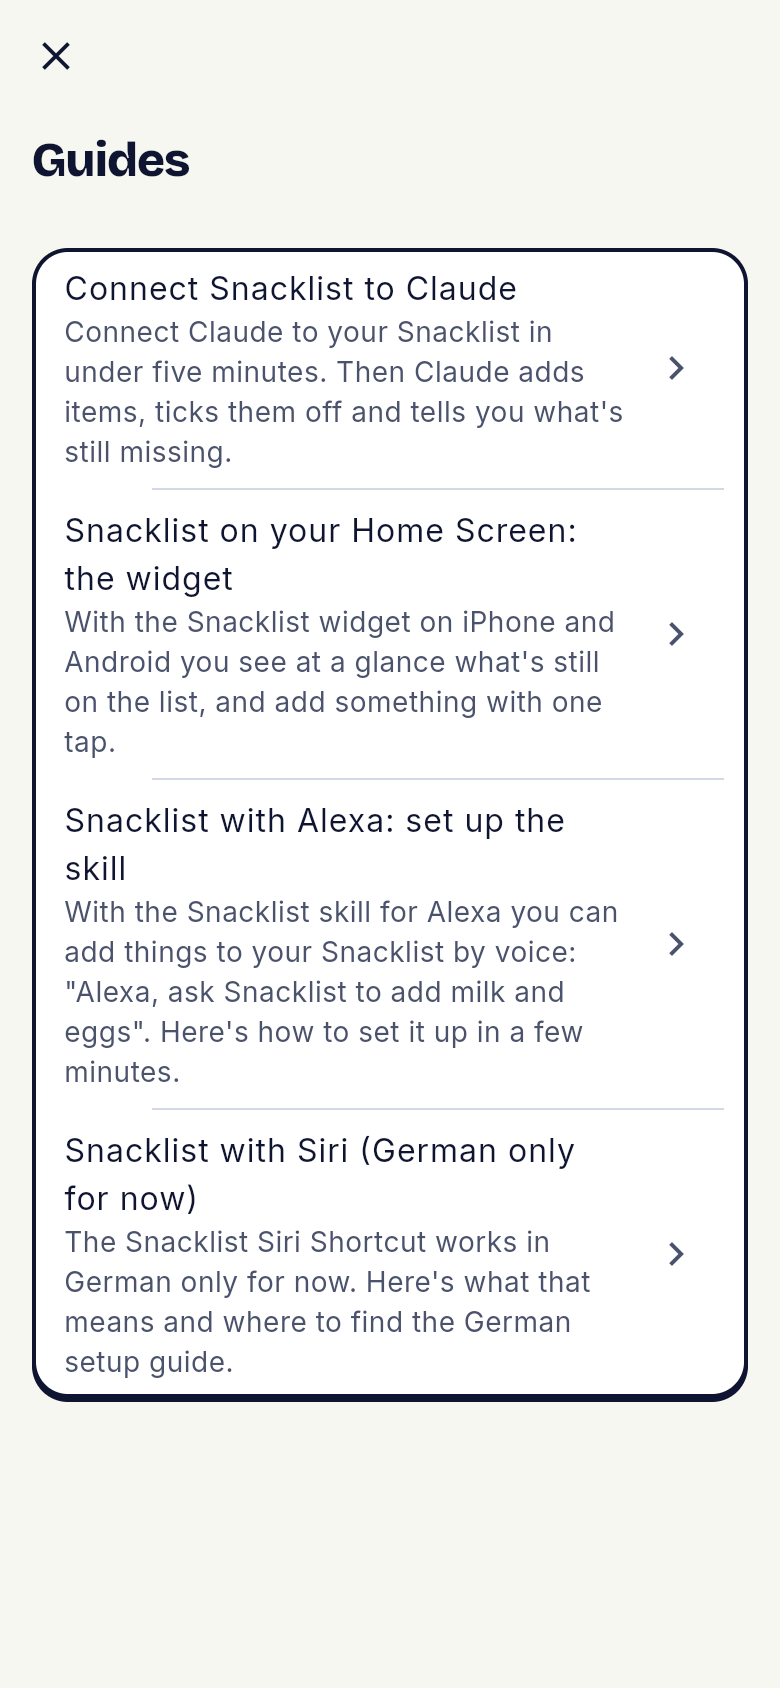 Guides
Connect Snacklist to Claude
Connect Claude to your Snacklist in
under five minutes. Then Claude adds
items, ticks them off and tells you what's
still missing.
Snacklist on your Home Screen:
the widget
With the Snacklist widget on iPhone and
Android you see at a glance what's still
on the list, and add something with one
tap.
Snacklist with Alexa: set up the
skill
With the Snacklist skill for Alexa you can
add things to your Snacklist by voice:
"Alexa, ask Snacklist to add milk and
eggs". Here's how to set it up in a few
minutes.
Snacklist with Siri (German only
for now)
The Snacklist Siri Shortcut works in
German only for now. Here's what that
means and where to find the German
setup guide.